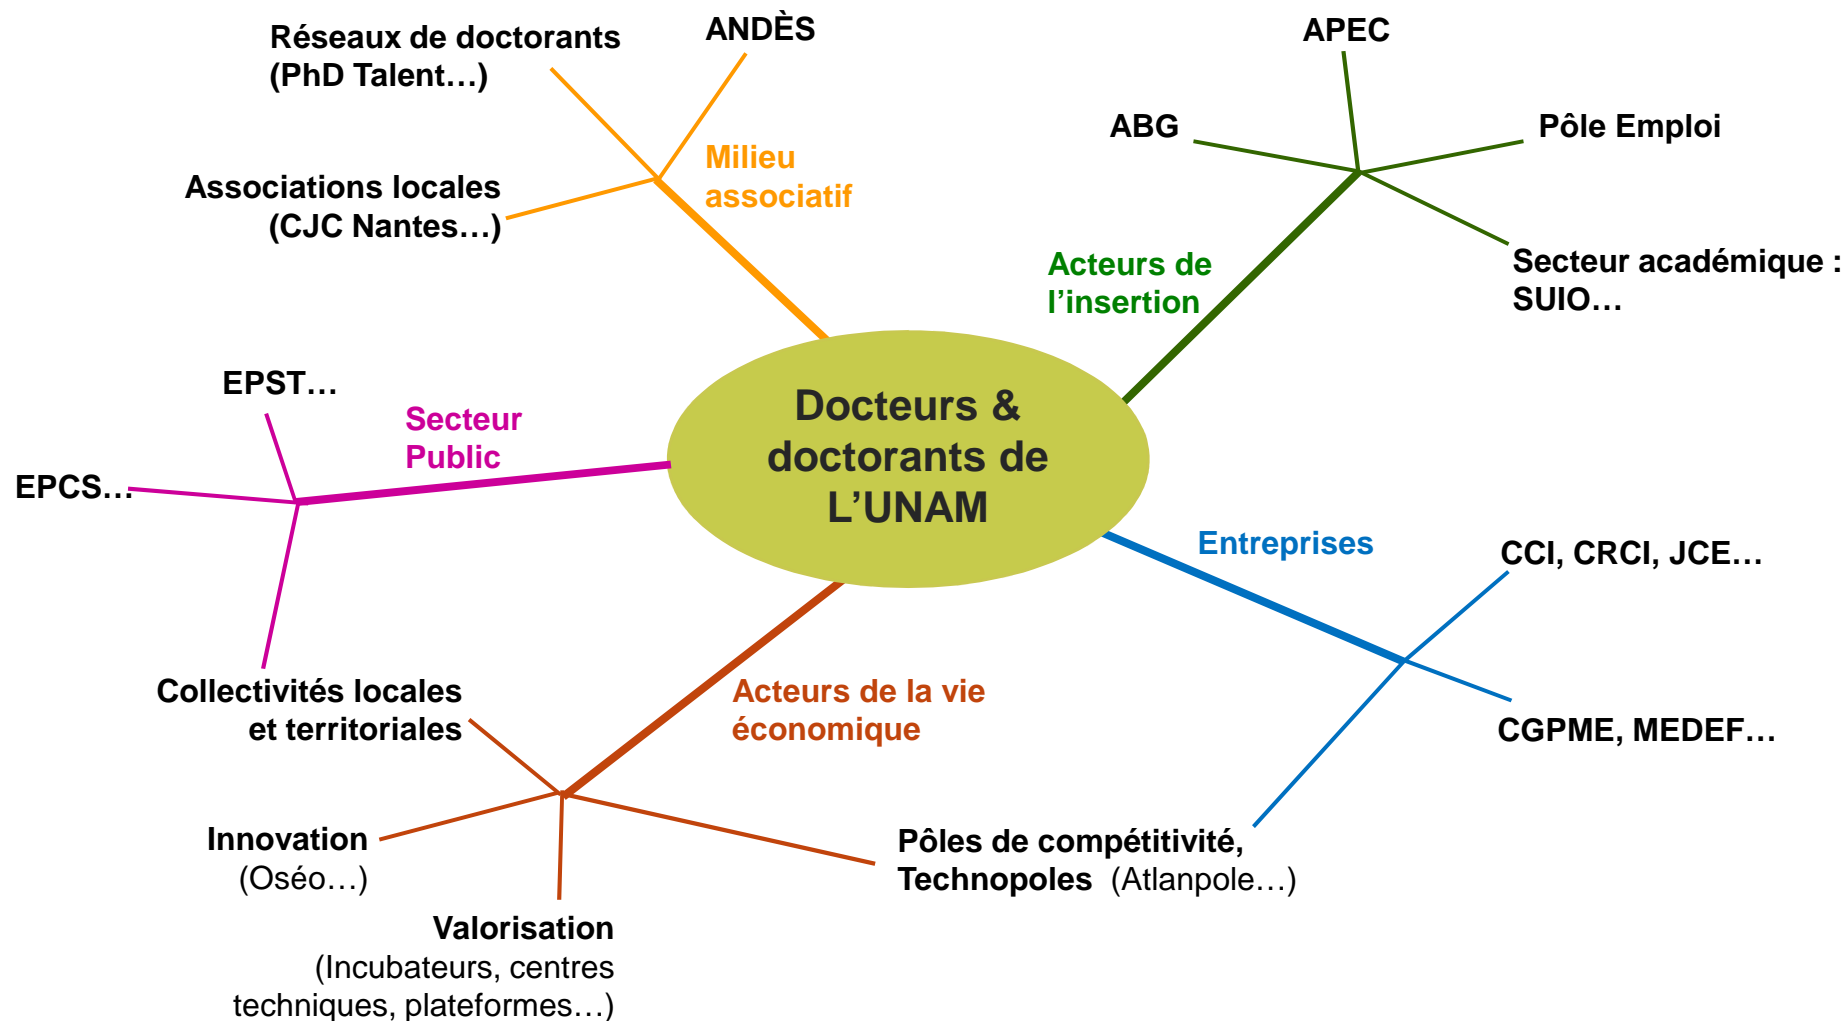 Réseaux de doctorants
(PhD Talent…)
ANDÈS
Associations locales
(CJC Nantes…)
Milieu
associatif
APEC
ABG
Pôle Emploi
Secteur académique :
SUIO…
Acteurs de
l’insertion
EPST…
EPCS…
Secteur
Public
Docteurs &
doctorants de
L’UNAM
Entreprises
CCI, CRCI, JCE…
CGPME, MEDEF…
Collectivités locales
et territoriales
Acteurs de la vie
économique
Innovation
(Oséo…)
Valorisation
(Incubateurs, centres
techniques, plateformes…)
Pôles de compétitivité,
Technopoles (Atlanpole…)